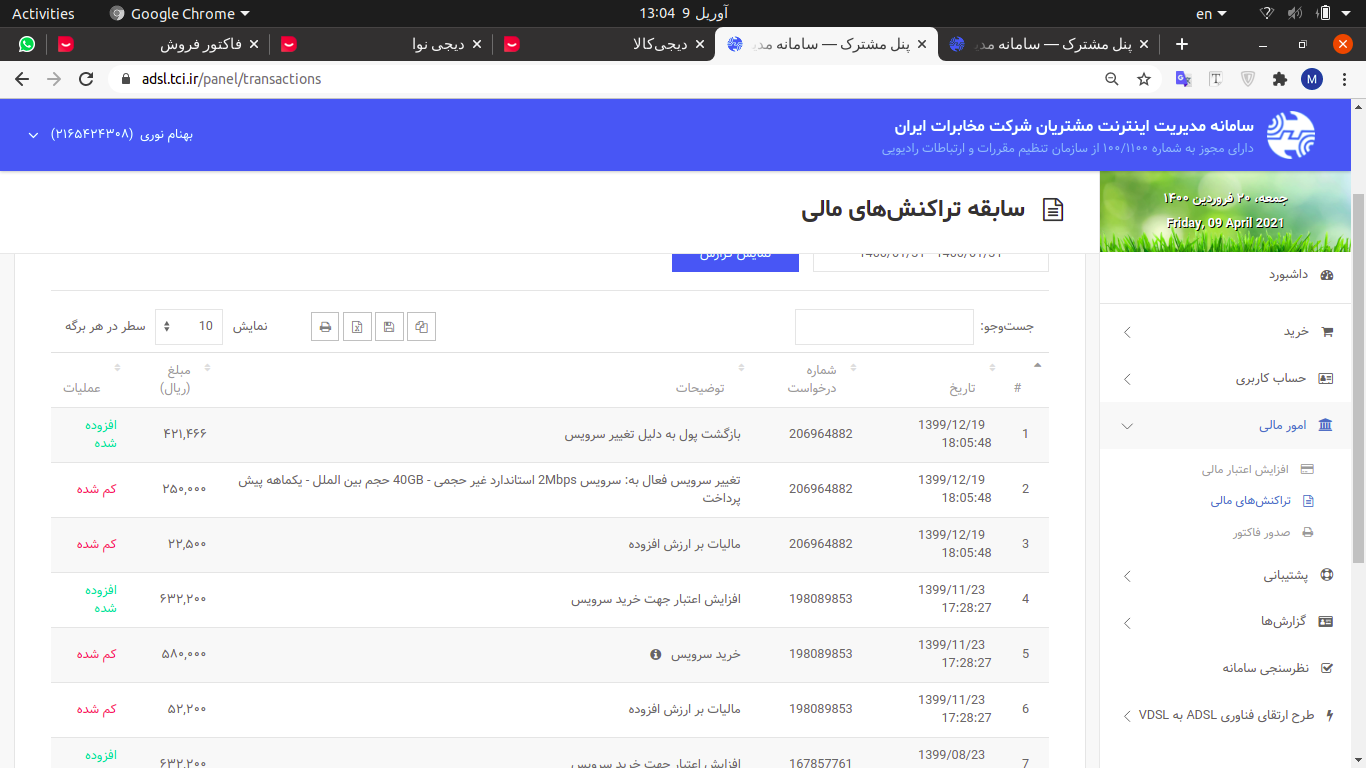 Activities
Google Chrome
13:04 9 آوریل
en
فاکتور فروش
دیجی نوا
دیجی‌کالا
پنل مشترک — سامانه مدی
پنل مشترک — سامانه مدی
adsl.tci.ir/panel/transactions
M
سامانه مدیریت اینترنت مشتریان شرکت مخابرات ایران
دارای مجوز به شماره ۱۰۰/۱۱۰۰ از سازمان تنظیم مقررات و ارتباطات رادیویی
بهنام نوری (۲۱۶۵۴۲۴۳۰۸)
جمعه، ۲۰ فروردین ۱۴۰۰
Friday, 09 April 2021
داشبورد
خرید
حساب کاربری
امور مالی
افزایش اعتبار مالی
تراکنش‌های مالی
صدور فاکتور
پشتیبانی
گزارش‌ها
نظرسنجی سامانه
طرح ارتقای فناوری ADSL به VDSL
سابقه تراکنش‌های مالی
نمایش گزارش
جست‌وجو:
نمایش 10 سطر در هر برگه
# تاریخ شماره درخواست توضیحات مبلغ (ریال) عملیات
1 1399/12/19 18:05:48 206964882 بازگشت پول به دلیل تغییر سرویس ۴۲۱,۴۶۶ افزوده شده
2 1399/12/19 18:05:48 206964882 تغییر سرویس فعال به: سرویس 2Mbps استاندارد غیر حجمی - 40GB حجم بین الملل - یکماهه پیش پرداخت ۲۵۰,۰۰۰ کم شده
3 1399/12/19 18:05:48 206964882 مالیات بر ارزش افزوده ۲۲,۵۰۰ کم شده
4 1399/11/23 17:28:27 198089853 افزایش اعتبار جهت خرید سرویس ۶۳۲,۲۰۰ افزوده شده
5 1399/11/23 17:28:27 198089853 خرید سرویس ۵۸۰,۰۰۰ کم شده
6 1399/11/23 17:28:27 198089853 مالیات بر ارزش افزوده ۵۲,۲۰۰ کم شده
7 1399/08/23 167857761 افزایش اعتبار جهت خرید سرویس ۶۳۲,۲۰۰ افزوده